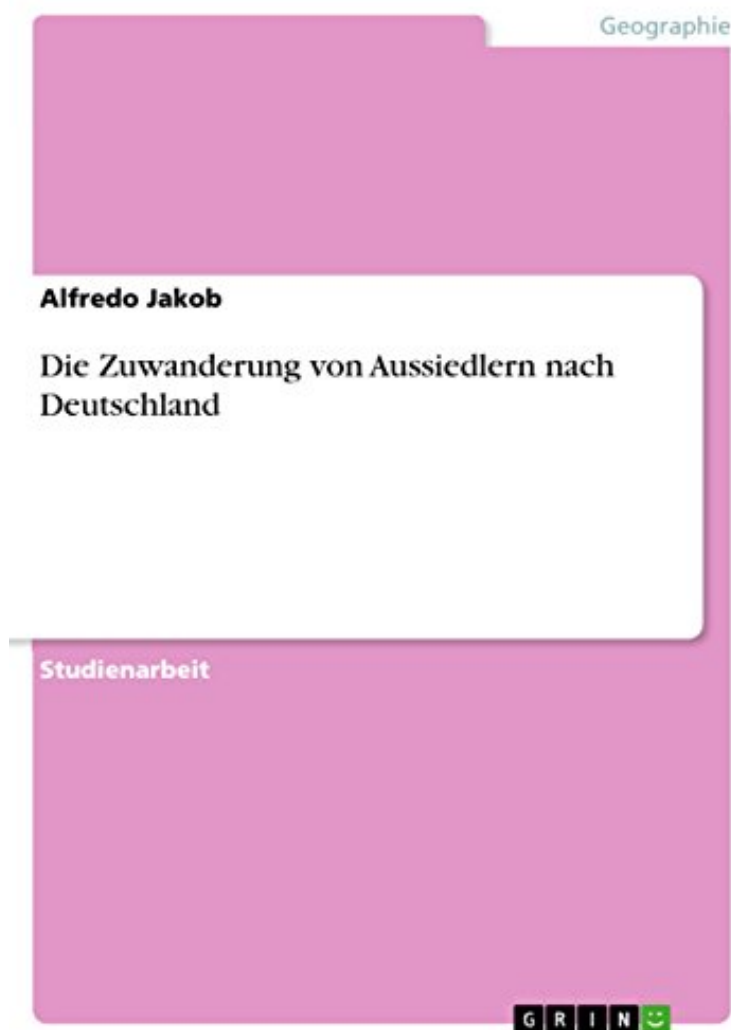 Geographie
Alfredo Jakob
Die Zuwanderung von Aussiedlern nach
Deutschland
Studienarbeit
GRIN